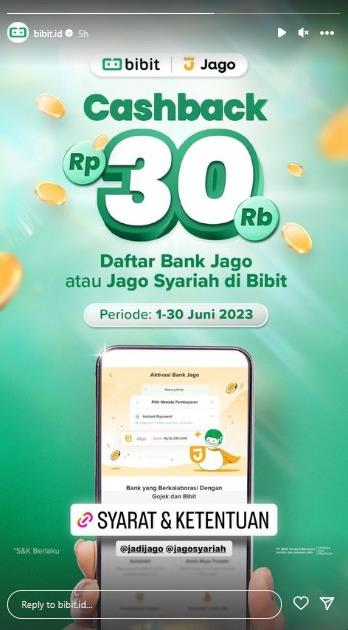 bibit.id 5h
bibit | Jago
Cashback
Rp 30 Rb
Daftar Bank Jago
atau Jago Syariah di Bibit
Periode: 1-30 Juni 2023
Aktivasi Bank Jago
Pilih Metode Pembayaran
Instant Payment
Jago
Bank yang Berkolaborasi Dengan
Gojek dan Bibit
SYARAT & KETENTUAN
*S&K Berlaku
@jadijago @jagosyariah
Reply to bibit.id...